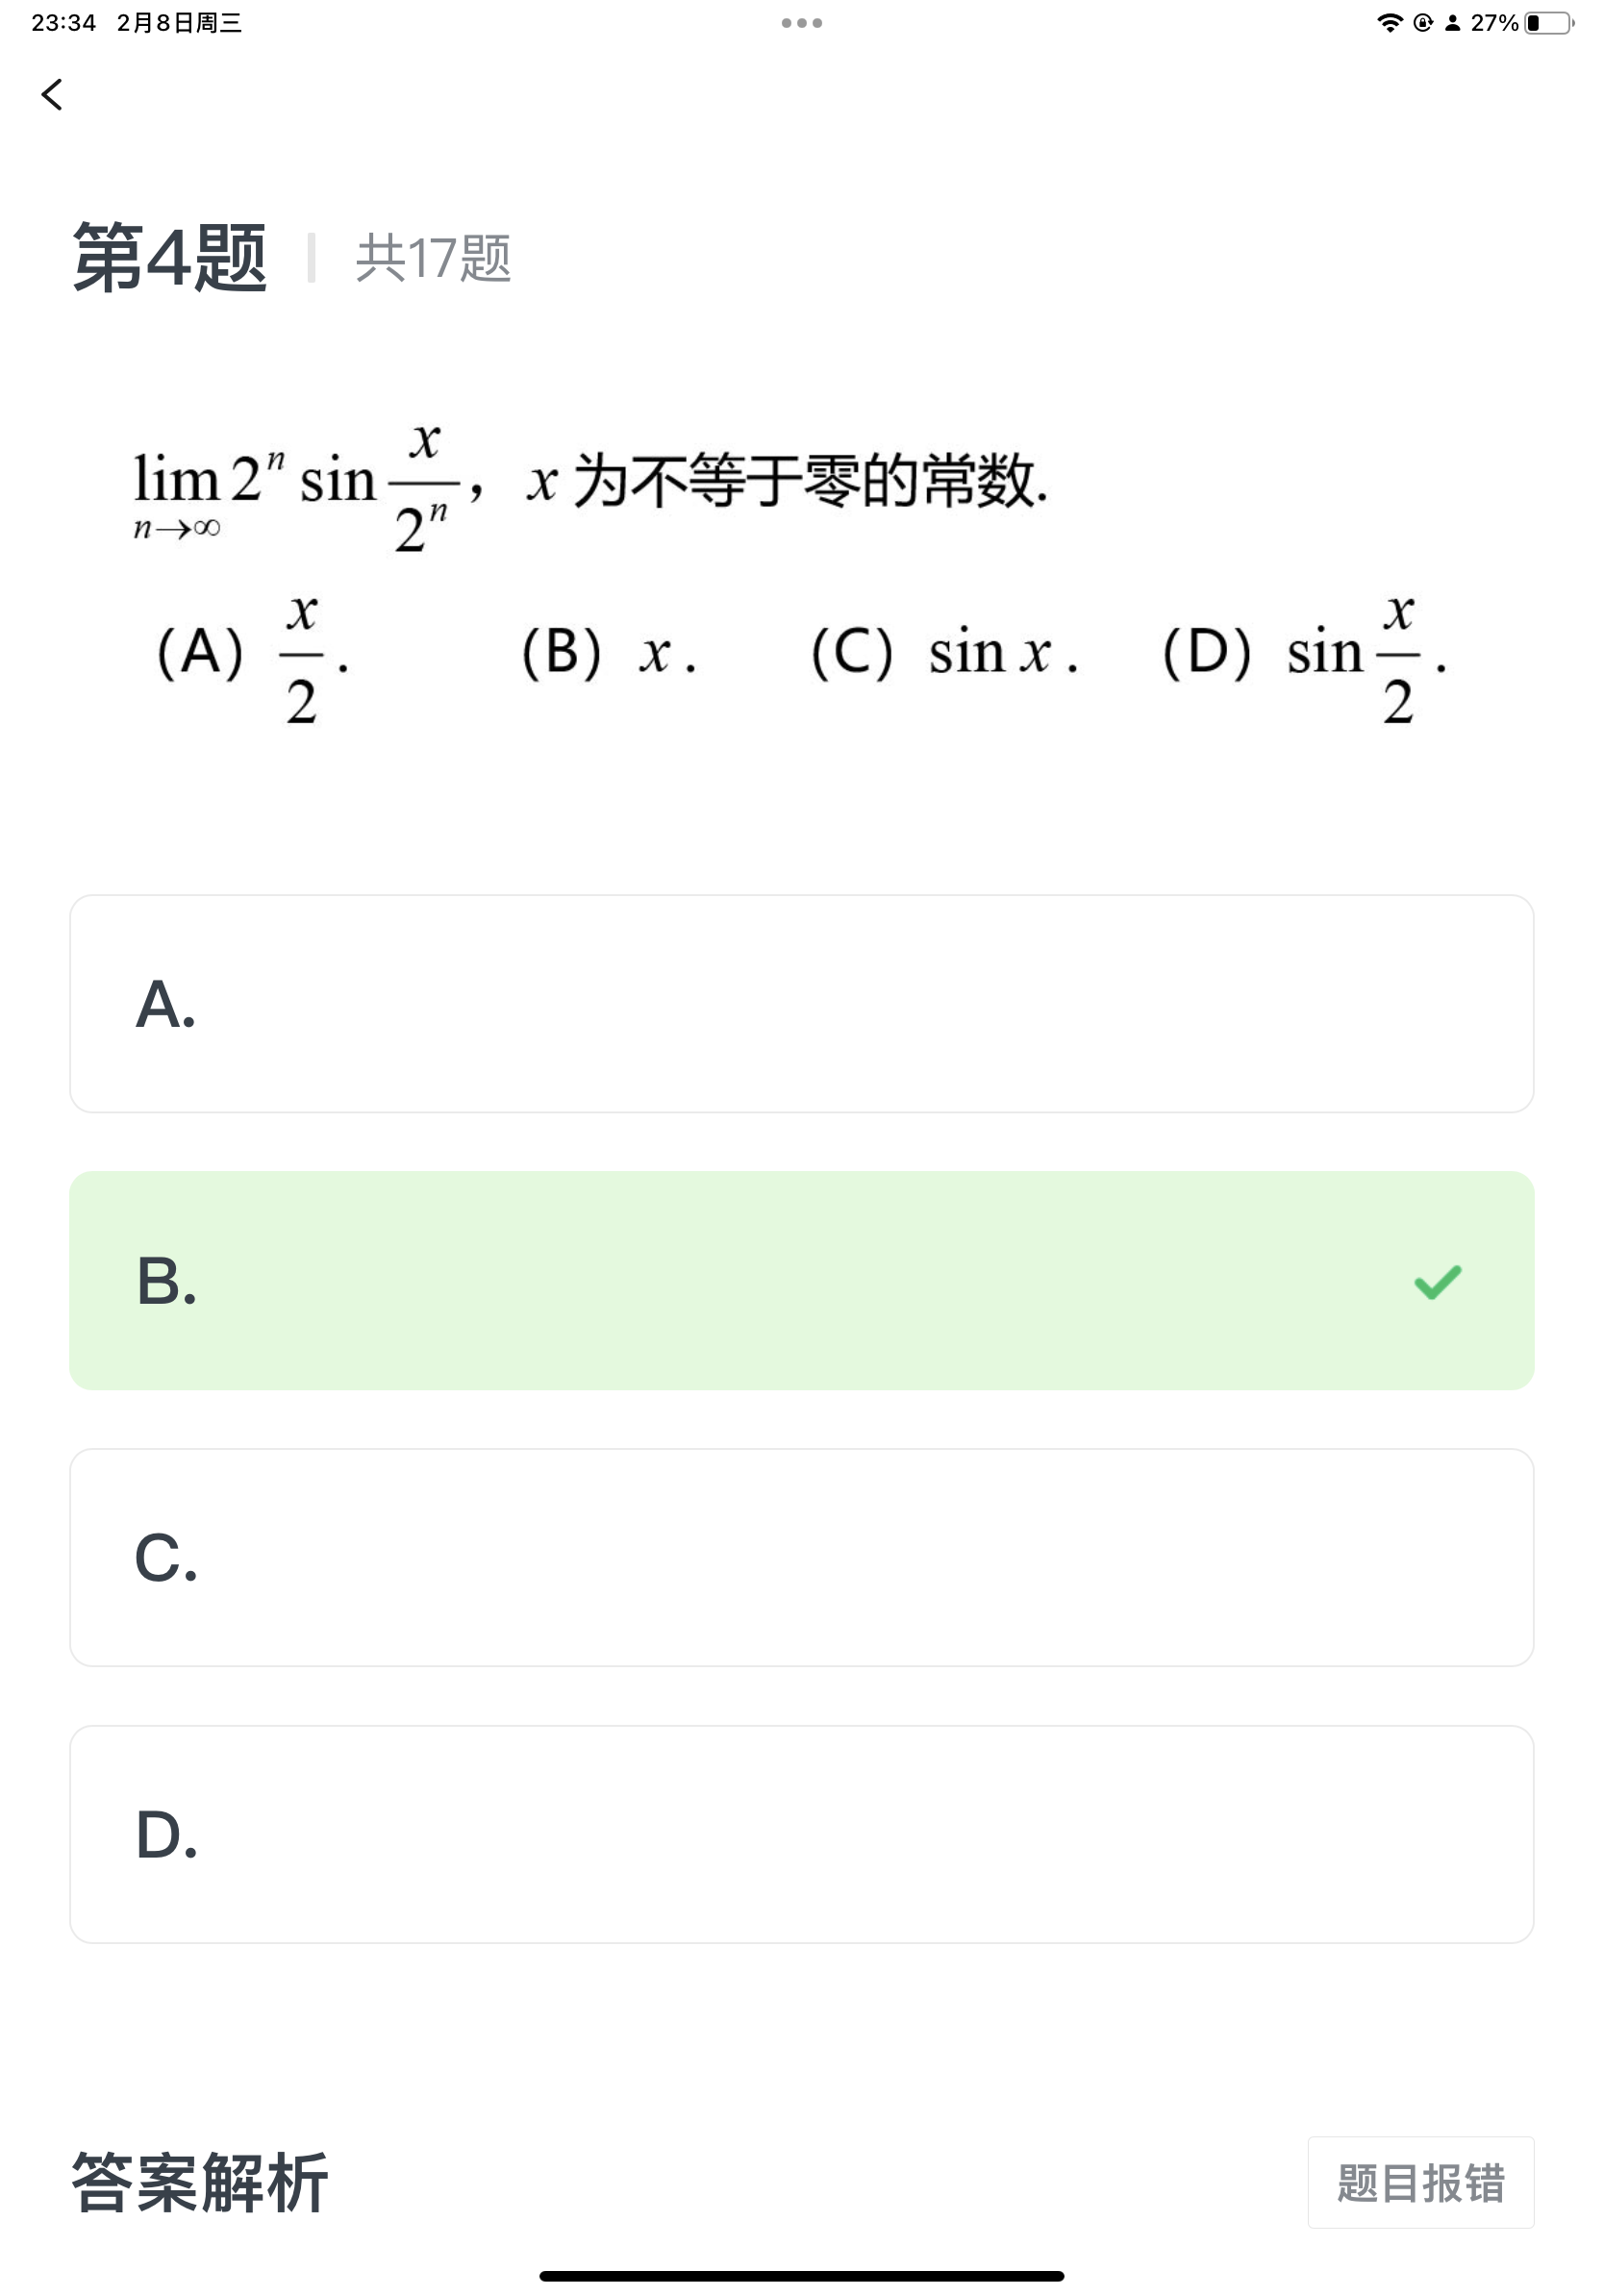 23:34 2月8日周三 27%
第4题 共17题
$\lim_{n\to\infty} 2^n \sin\frac{x}{2^n}$，x 为不等于零的常数.
（A）$\frac{x}{2}$. （B）x. （C）sin x. （D）$\sin\frac{x}{2}$.
A.
B.
C.
D.
答案解析 题目报错